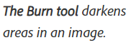 The Burn tool darkens
areas in an image.